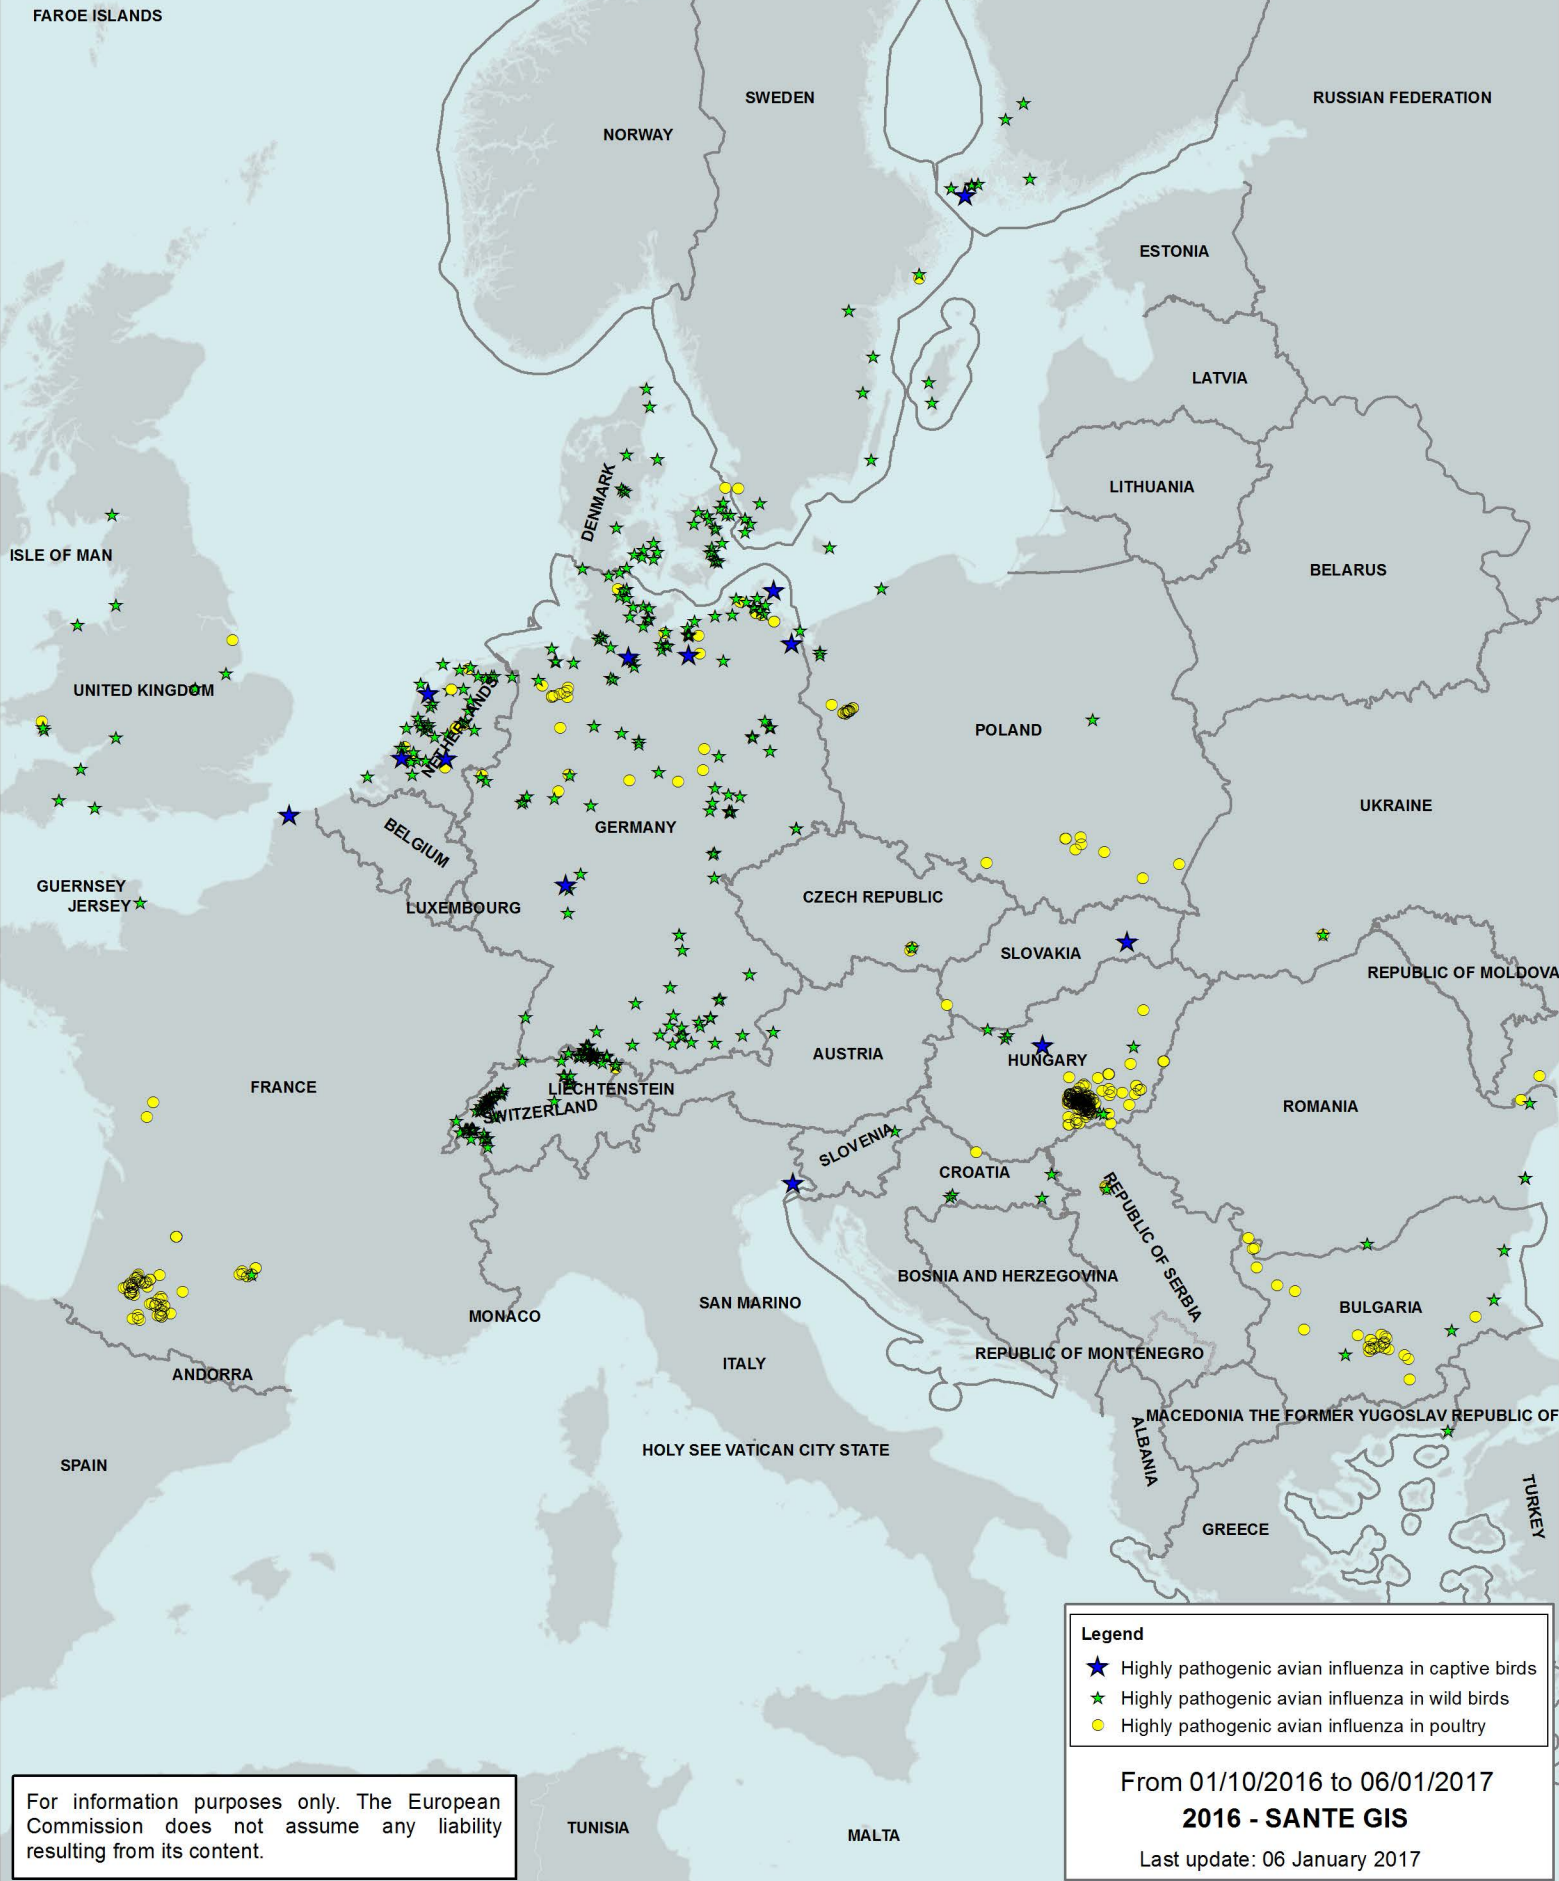 FAROE ISLANDS
SWEDEN
RUSSIAN FEDERATION
NORWAY
ESTONIA
LATVIA
LITHUANIA
DENMARK
ISLE OF MAN
BELARUS
UNITED KINGDOM
NETHERLANDS
POLAND
UKRAINE
GERMANY
BELGIUM
GUERNSEY
JERSEY
CZECH REPUBLIC
LUXEMBOURG
SLOVAKIA
REPUBLIC OF MOLDOVA
AUSTRIA
HUNGARY
FRANCE
LIECHTENSTEIN
SWITZERLAND
ROMANIA
SLOVENIA
CROATIA
REPUBLIC OF SERBIA
BOSNIA AND HERZEGOVINA
SAN MARINO
MONACO
BULGARIA
REPUBLIC OF MONTENEGRO
ITALY
ANDORRA
MACEDONIA THE FORMER YUGOSLAV REPUBLIC OF
ALBANIA
HOLY SEE VATICAN CITY STATE
SPAIN
TURKEY
GREECE
Legend
Highly pathogenic avian influenza in captive birds
Highly pathogenic avian influenza in wild birds
Highly pathogenic avian influenza in poultry
From 01/10/2016 to 06/01/2017
2016 - SANTE GIS
Last update: 06 January 2017
For information purposes only. The European
Commission does not assume any liability
resulting from its content.
TUNISIA
MALTA